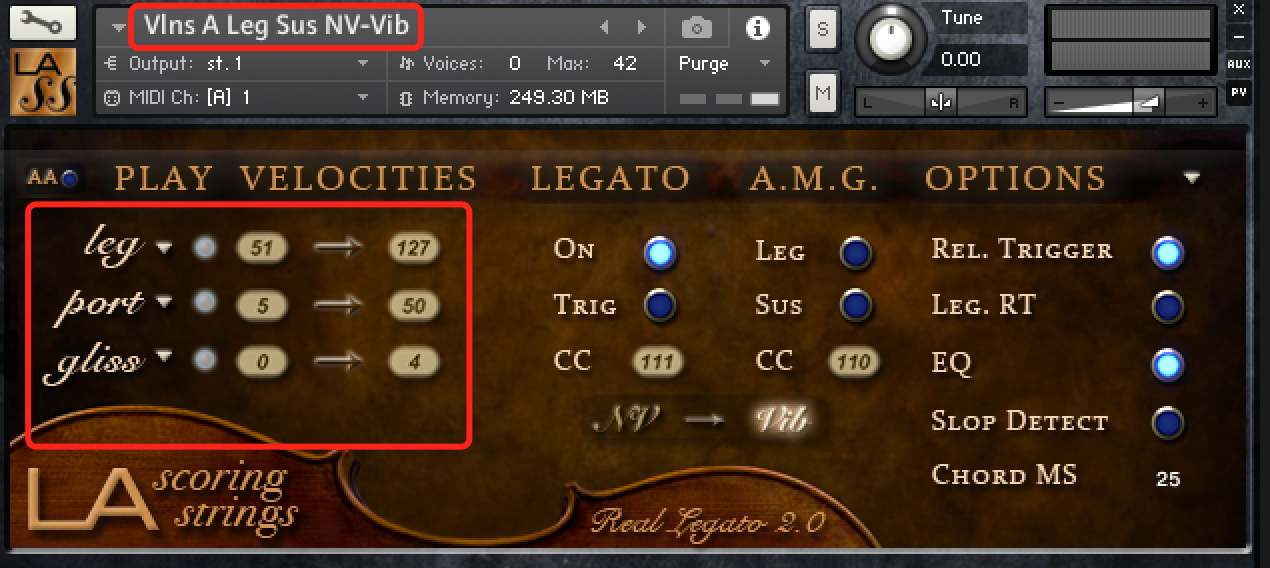 Vlns A Leg Sus NV-Vib
S
Tune
X
Output: st. 1
Voices: 0 Max: 42
Purge
0.00
–
AUX
MIDI Ch: [A] 1
Memory: 249.30 MB
M
L R
– +
PV
LA
SS
AA PLAY VELOCITIES LEGATO A.M.G. OPTIONS
leg 51 → 127 ON LEG REL. TRIGGER
port 5 → 50 TRIG SUS LEG. RT
gliss 0 → 4 CC 111 CC 110 EQ
NV → Vib SLOP DETECT
CHORD MS 25
LA scoring
strings
Real Legato 2.0